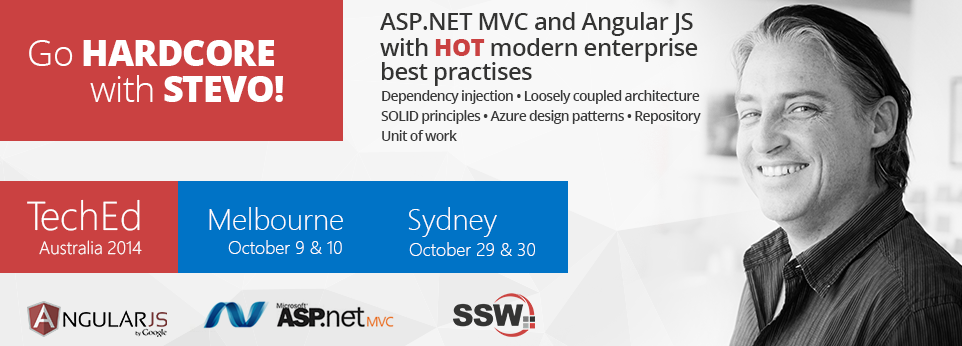 Go HARDCORE
with STEVO!
ASP.NET MVC and Angular JS
with HOT modern enterprise
best practises
Dependency injection • Loosely coupled architecture
SOLID principles • Azure design patterns • Repository
Unit of work
TechEd
Australia 2014
Melbourne
October 9 & 10
Sydney
October 29 & 30
ANGULARJS
by Google
Microsoft
ASP.net MVC
SSW